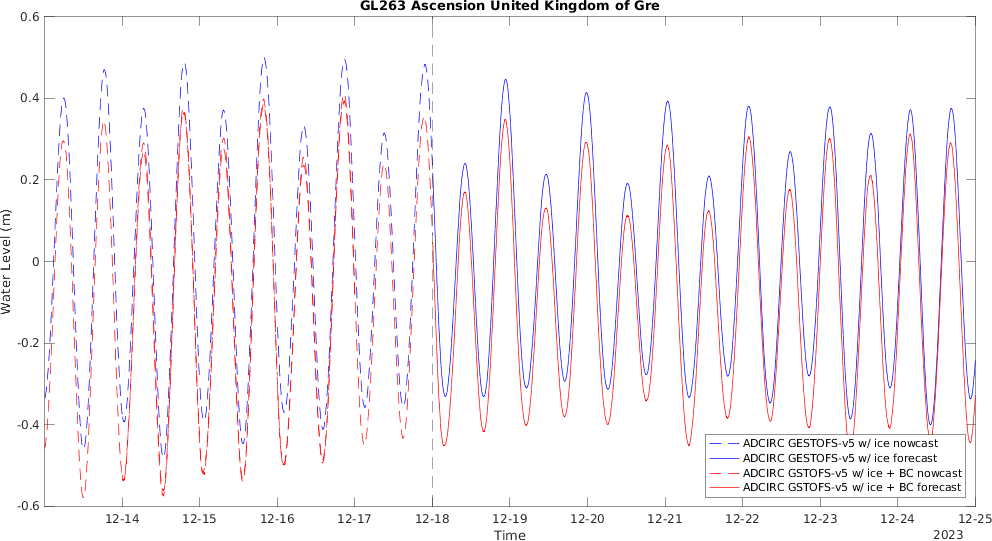 GL263 Ascension United Kingdom of Gre
0.6
0.4
0.2
0
-0.2
-0.4
-0.6
Water Level (m)
12-14 12-15 12-16 12-17 12-18 12-19 12-20 12-21 12-22 12-23 12-24 12-25
Time
2023
ADCIRC GESTOFS-v5 w/ ice nowcast
ADCIRC GESTOFS-v5 w/ ice forecast
ADCIRC GSTOFS-v5 w/ ice + BC nowcast
ADCIRC GSTOFS-v5 w/ ice + BC forecast